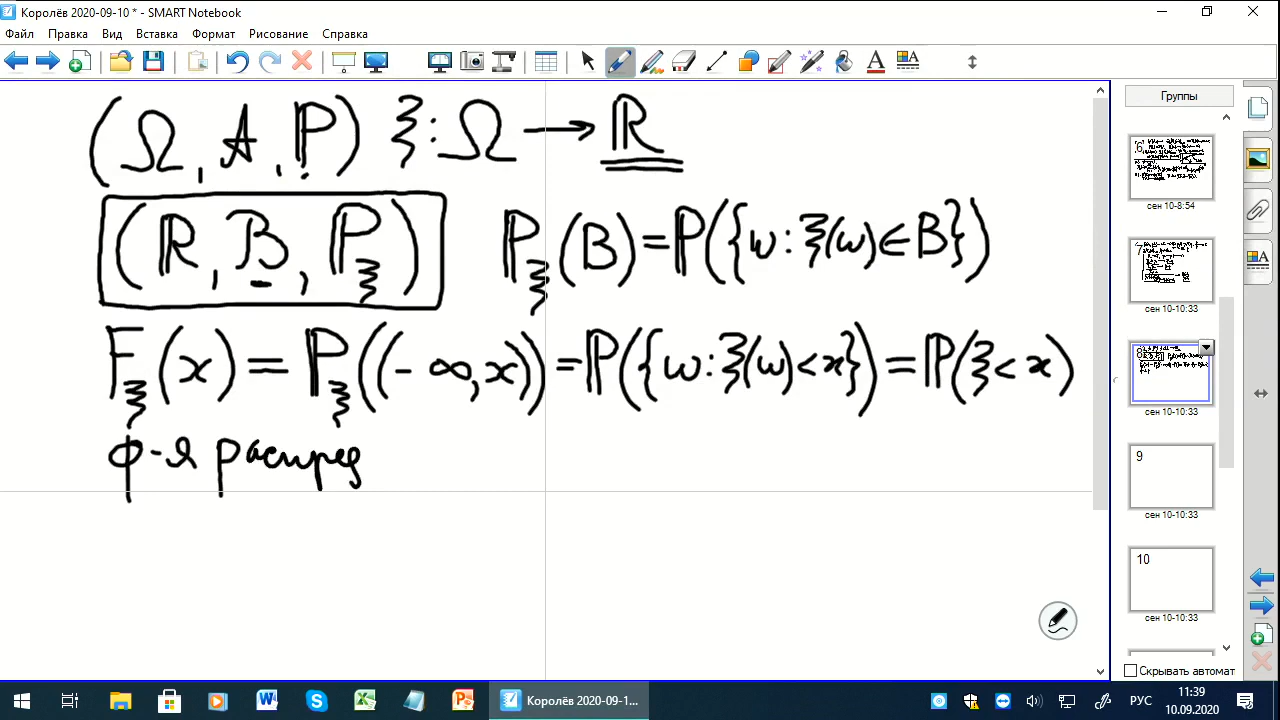 Королёв 2020-09-10 * - SMART Notebook
Файл Правка Вид Вставка Формат Рисование Справка
Группы
(Ω, A, P) ξ: Ω → ℝ
(ℝ, B, P_ξ) P_ξ(B) = P({ω: ξ(ω) ∈ B})
F_ξ(x) = P_ξ((-∞, x)) = P({ω: ξ(ω) < x}) = P(ξ < x)
ф-я распред
6
сен 10-8:54
сен 10-10:33
сен 10-10:33
9
сен 10-10:33
10
сен 10-10:33
Скрывать автомат
Королёв 2020-09-1...
РУС
11:39
10.09.2020